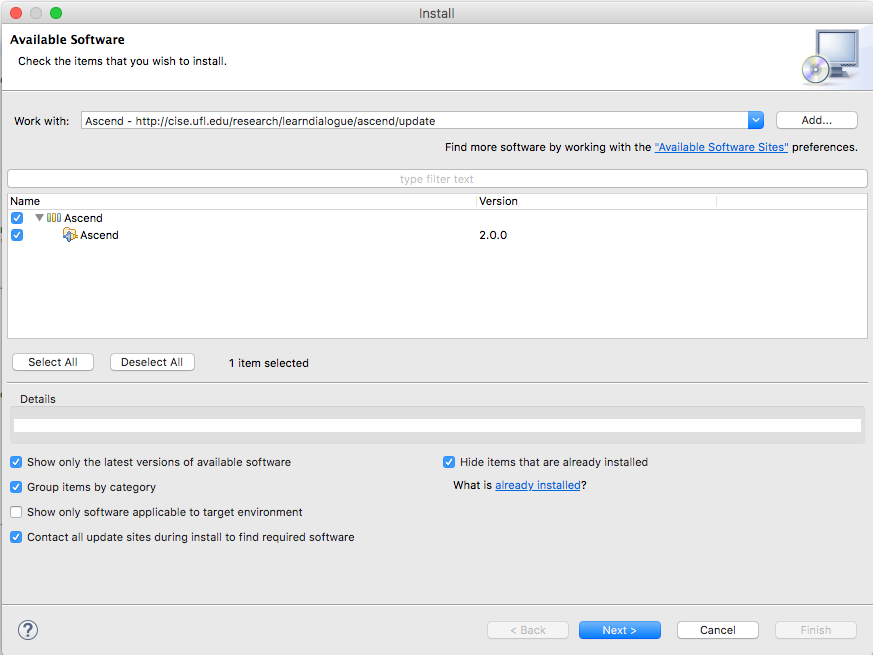 Install
Available Software
Check the items that you wish to install.
Work with: Ascend - http://cise.ufl.edu/research/learndialogue/ascend/update Add...
Find more software by working with the "Available Software Sites" preferences.
type filter text
Name Version
Ascend
Ascend 2.0.0
Select All Deselect All 1 item selected
Details
Show only the latest versions of available software Hide items that are already installed
Group items by category What is already installed?
Show only software applicable to target environment
Contact all update sites during install to find required software
? < Back Next > Cancel Finish